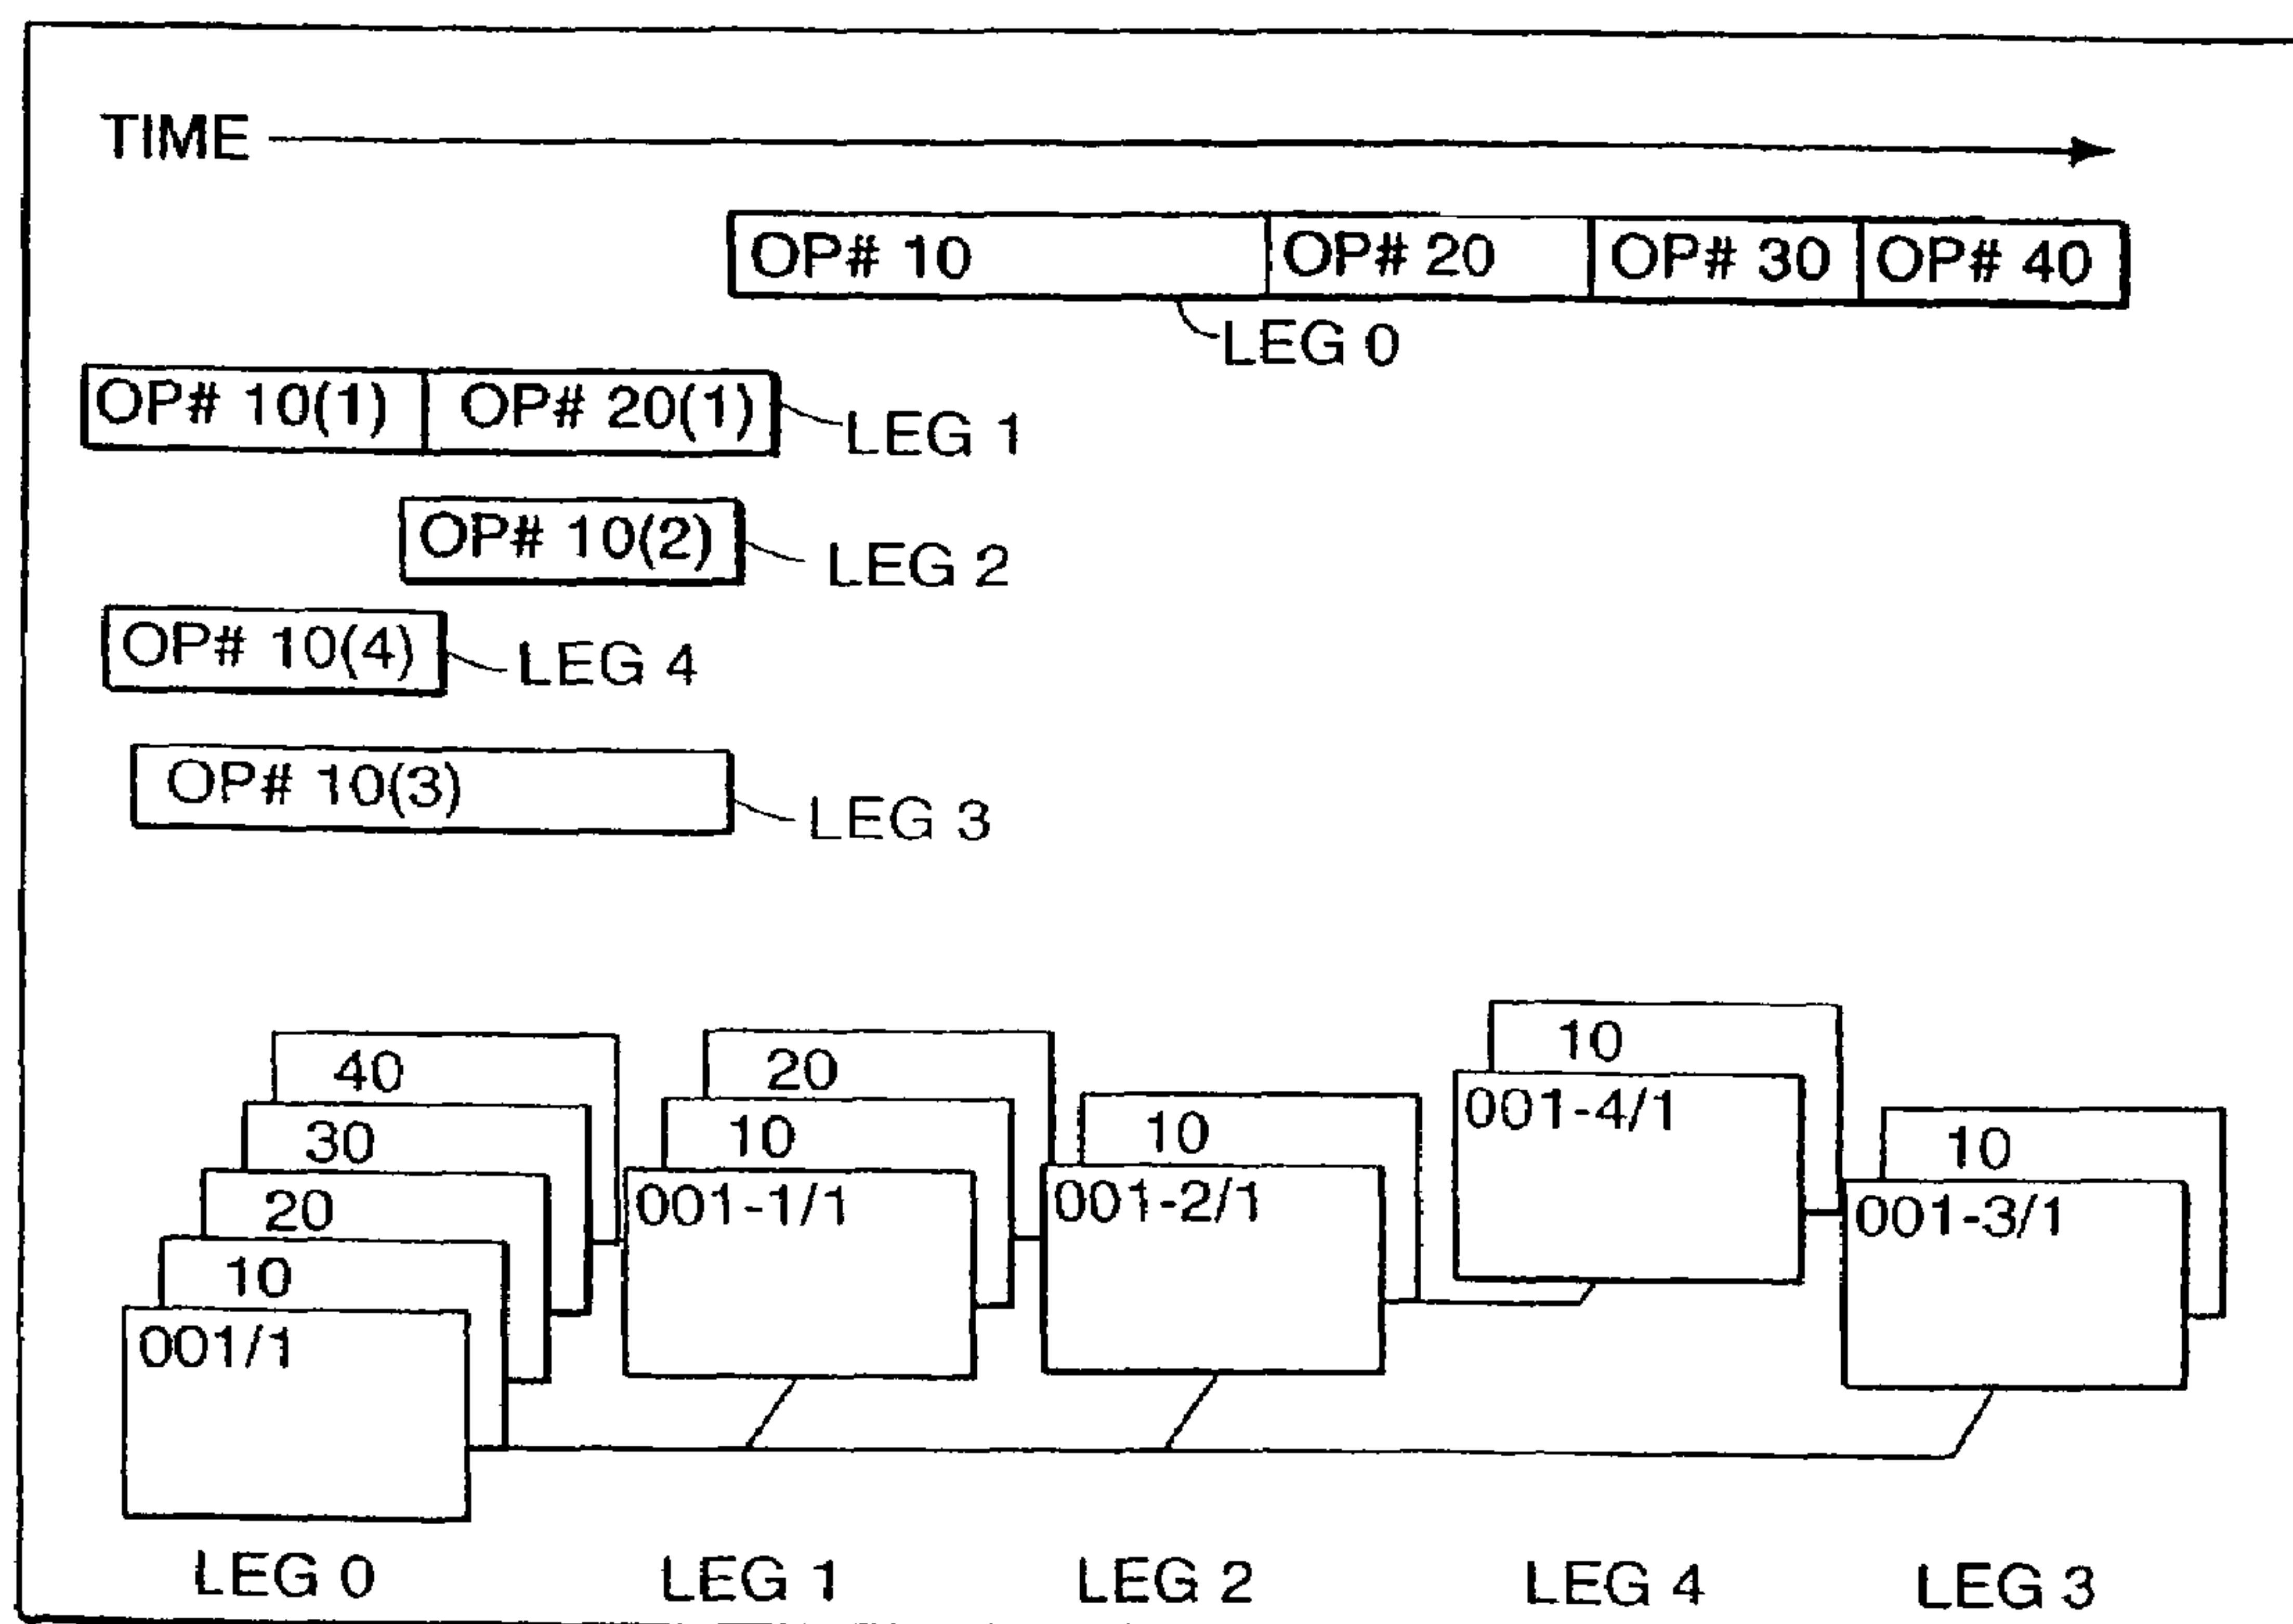 TIME
OP# 10 OP# 20 OP# 30 OP# 40
LEG 0
OP# 10(1) OP# 20(1) LEG 1
OP# 10(2) LEG 2
OP# 10(4) LEG 4
OP# 10(3) LEG 3
40
30
20
10
001/1
20
10
001-1/1
10
001-2/1
10
001-4/1
10
001-3/1
LEG 0 LEG 1 LEG 2 LEG 4 LEG 3